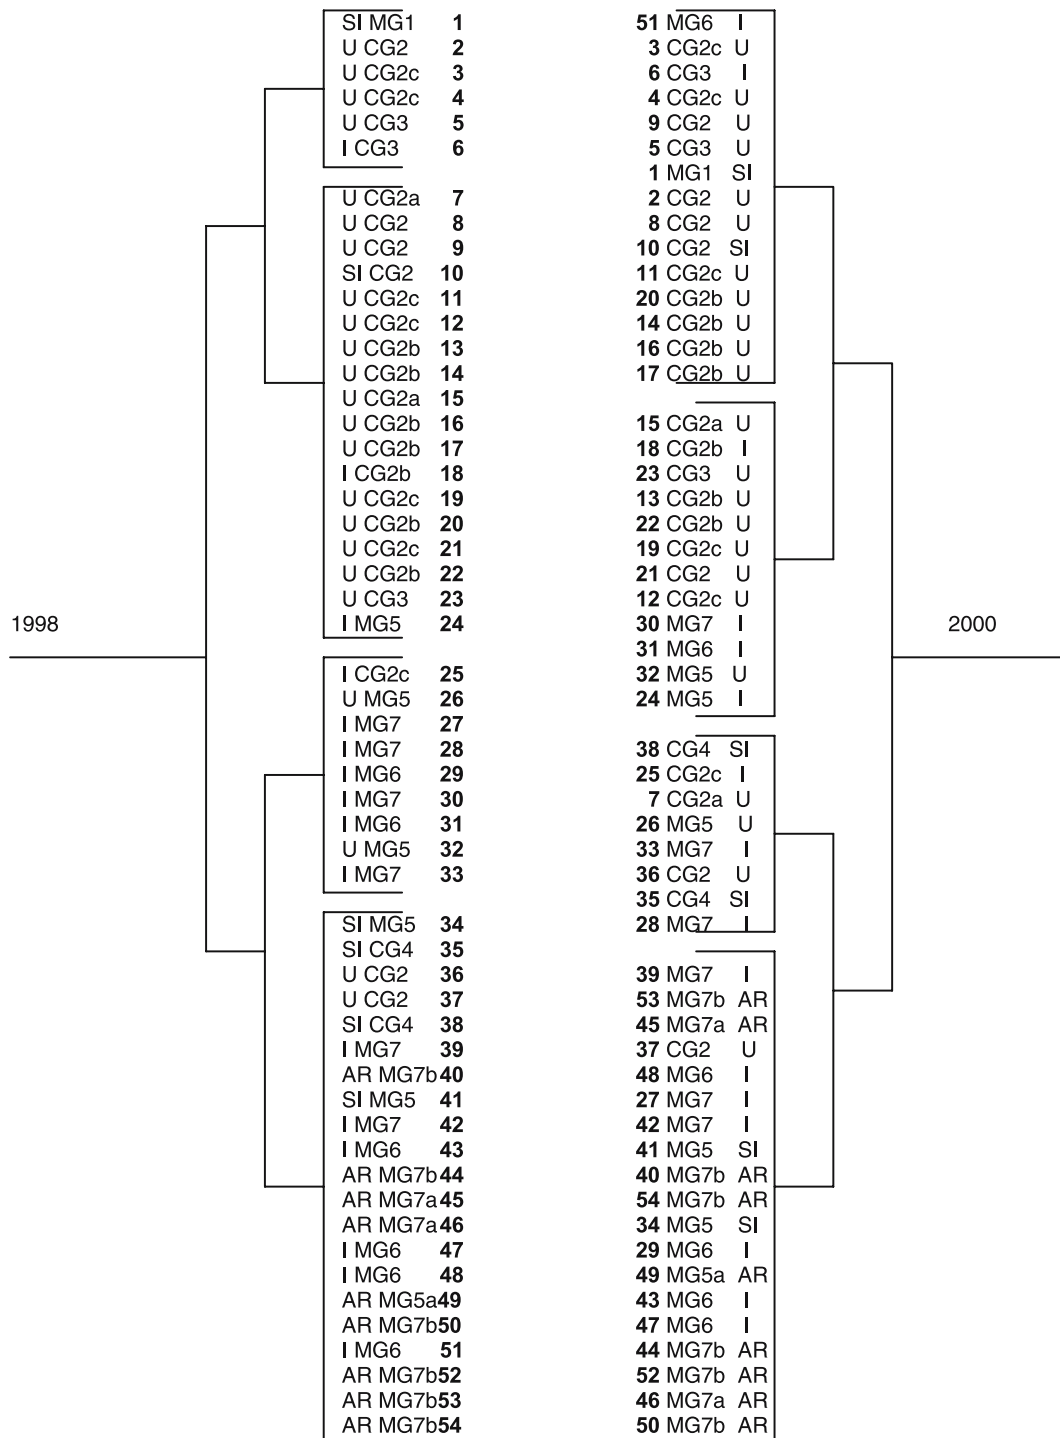 SI MG1 1 51 MG6 I
U CG2 2 3 CG2c U
U CG2c 3 6 CG3 I
U CG2c 4 4 CG2c U
U CG3 5 9 CG2 U
I CG3 6 5 CG3 U
1 MG1 SI
U CG2a 7 2 CG2 U
U CG2 8 8 CG2 U
U CG2 9 10 CG2 SI
SI CG2 10 11 CG2c U
U CG2c 11 20 CG2b U
U CG2c 12 14 CG2b U
U CG2b 13 16 CG2b U
U CG2b 14 17 CG2b U
U CG2a 15
U CG2b 16 15 CG2a U
U CG2b 17 18 CG2b I
I CG2b 18 23 CG3 U
U CG2c 19 13 CG2b U
U CG2b 20 22 CG2b U
U CG2c 21 19 CG2c U
U CG2b 22 21 CG2 U
U CG3 23 12 CG2c U
1998 I MG5 24 30 MG7 I 2000
31 MG6 I
I CG2c 25 32 MG5 U
U MG5 26 24 MG5 I
I MG7 27
I MG7 28 38 CG4 SI
I MG6 29 25 CG2c I
I MG7 30 7 CG2a U
I MG6 31 26 MG5 U
U MG5 32 33 MG7 I
I MG7 33 36 CG2 U
35 CG4 SI
SI MG5 34 28 MG7 I
SI CG4 35
U CG2 36 39 MG7 I
U CG2 37 53 MG7b AR
SI CG4 38 45 MG7a AR
I MG7 39 37 CG2 U
AR MG7b 40 48 MG6 I
SI MG5 41 27 MG7 I
I MG7 42 42 MG7 I
I MG6 43 41 MG5 SI
AR MG7b 44 40 MG7b AR
AR MG7a 45 54 MG7b AR
AR MG7a 46 34 MG5 SI
I MG6 47 29 MG6 I
I MG6 48 49 MG5a AR
AR MG5a 49 43 MG6 I
AR MG7b 50 47 MG6 I
I MG6 51 44 MG7b AR
AR MG7b 52 52 MG7b AR
AR MG7b 53 46 MG7a AR
AR MG7b 54 50 MG7b AR